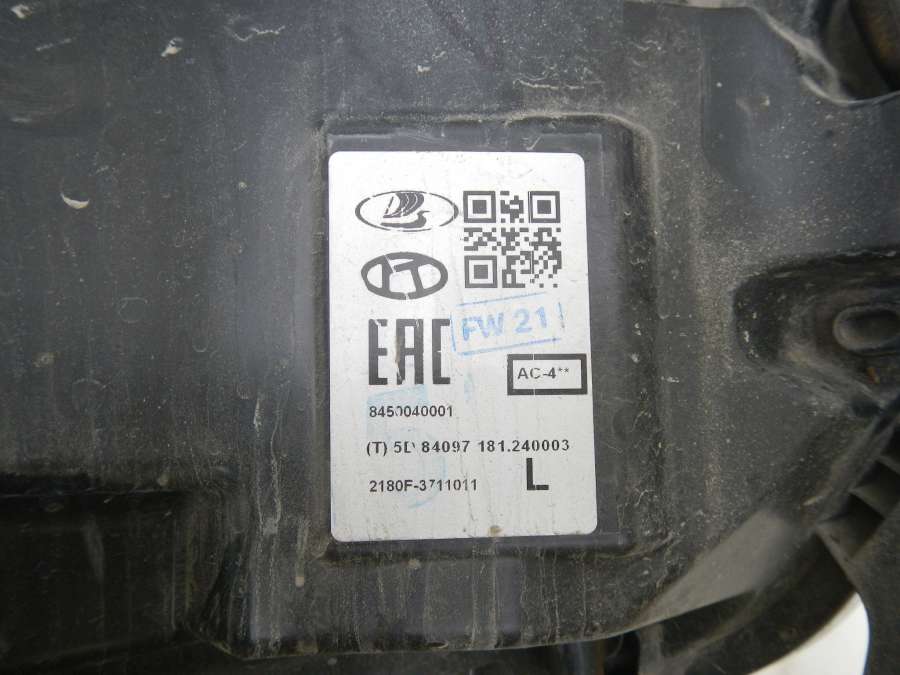 EAC
FW 21
AC-4**
8450040001
(T) 5D 84097 181.240003
2180F-3711011
L